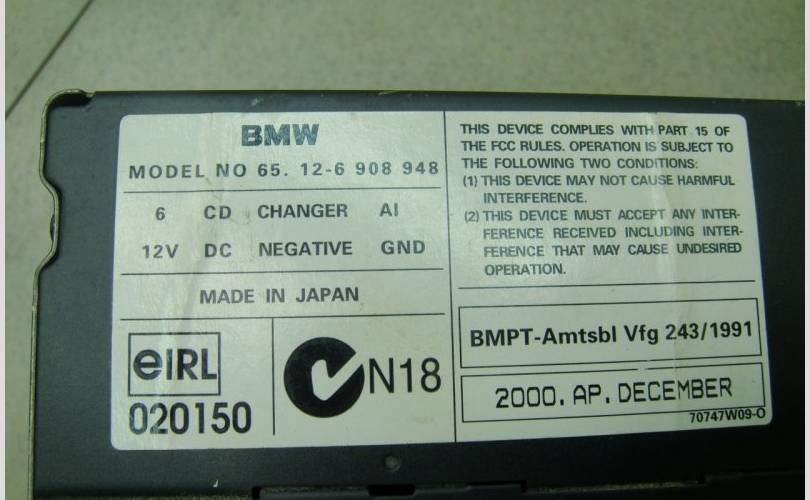 BMW
MODEL NO 65. 12-6 908 948
6 CD CHANGER AI
12V DC NEGATIVE GND
MADE IN JAPAN
eIRL
020150
N18
THIS DEVICE COMPLIES WITH PART 15 OF
THE FCC RULES. OPERATION IS SUBJECT TO
THE FOLLOWING TWO CONDITIONS:
(1) THIS DEVICE MAY NOT CAUSE HARMFUL
INTERFERENCE.
(2) THIS DEVICE MUST ACCEPT ANY INTER-
FERENCE RECEIVED INCLUDING INTER-
FERENCE THAT MAY CAUSE UNDESIRED
OPERATION.
BMPT-Amtsbl Vfg 243/1991
2000. AP. DECEMBER
70747W09-O